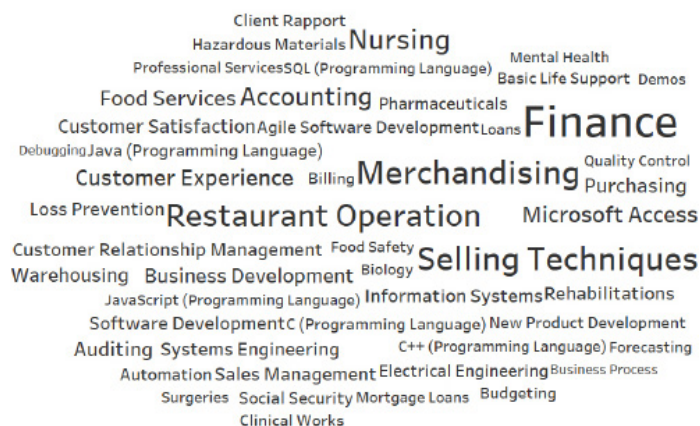 Client Rapport
Hazardous Materials Nursing
Mental Health
Professional Services SQL (Programming Language)
Basic Life Support Demos
Food Services Accounting Pharmaceuticals
Finance
Customer Satisfaction Agile Software Development Loans
Debugging Java (Programming Language)
Quality Control
Customer Experience Billing Merchandising Purchasing
Loss Prevention Restaurant Operation Microsoft Access
Customer Relationship Management Food Safety
Selling Techniques
Warehousing Business Development Biology
JavaScript (Programming Language) Information Systems Rehabilitations
Software Development C (Programming Language) New Product Development
Auditing Systems Engineering C++ (Programming Language) Forecasting
Automation Sales Management Electrical Engineering Business Process
Surgeries Social Security Mortgage Loans Budgeting
Clinical Works